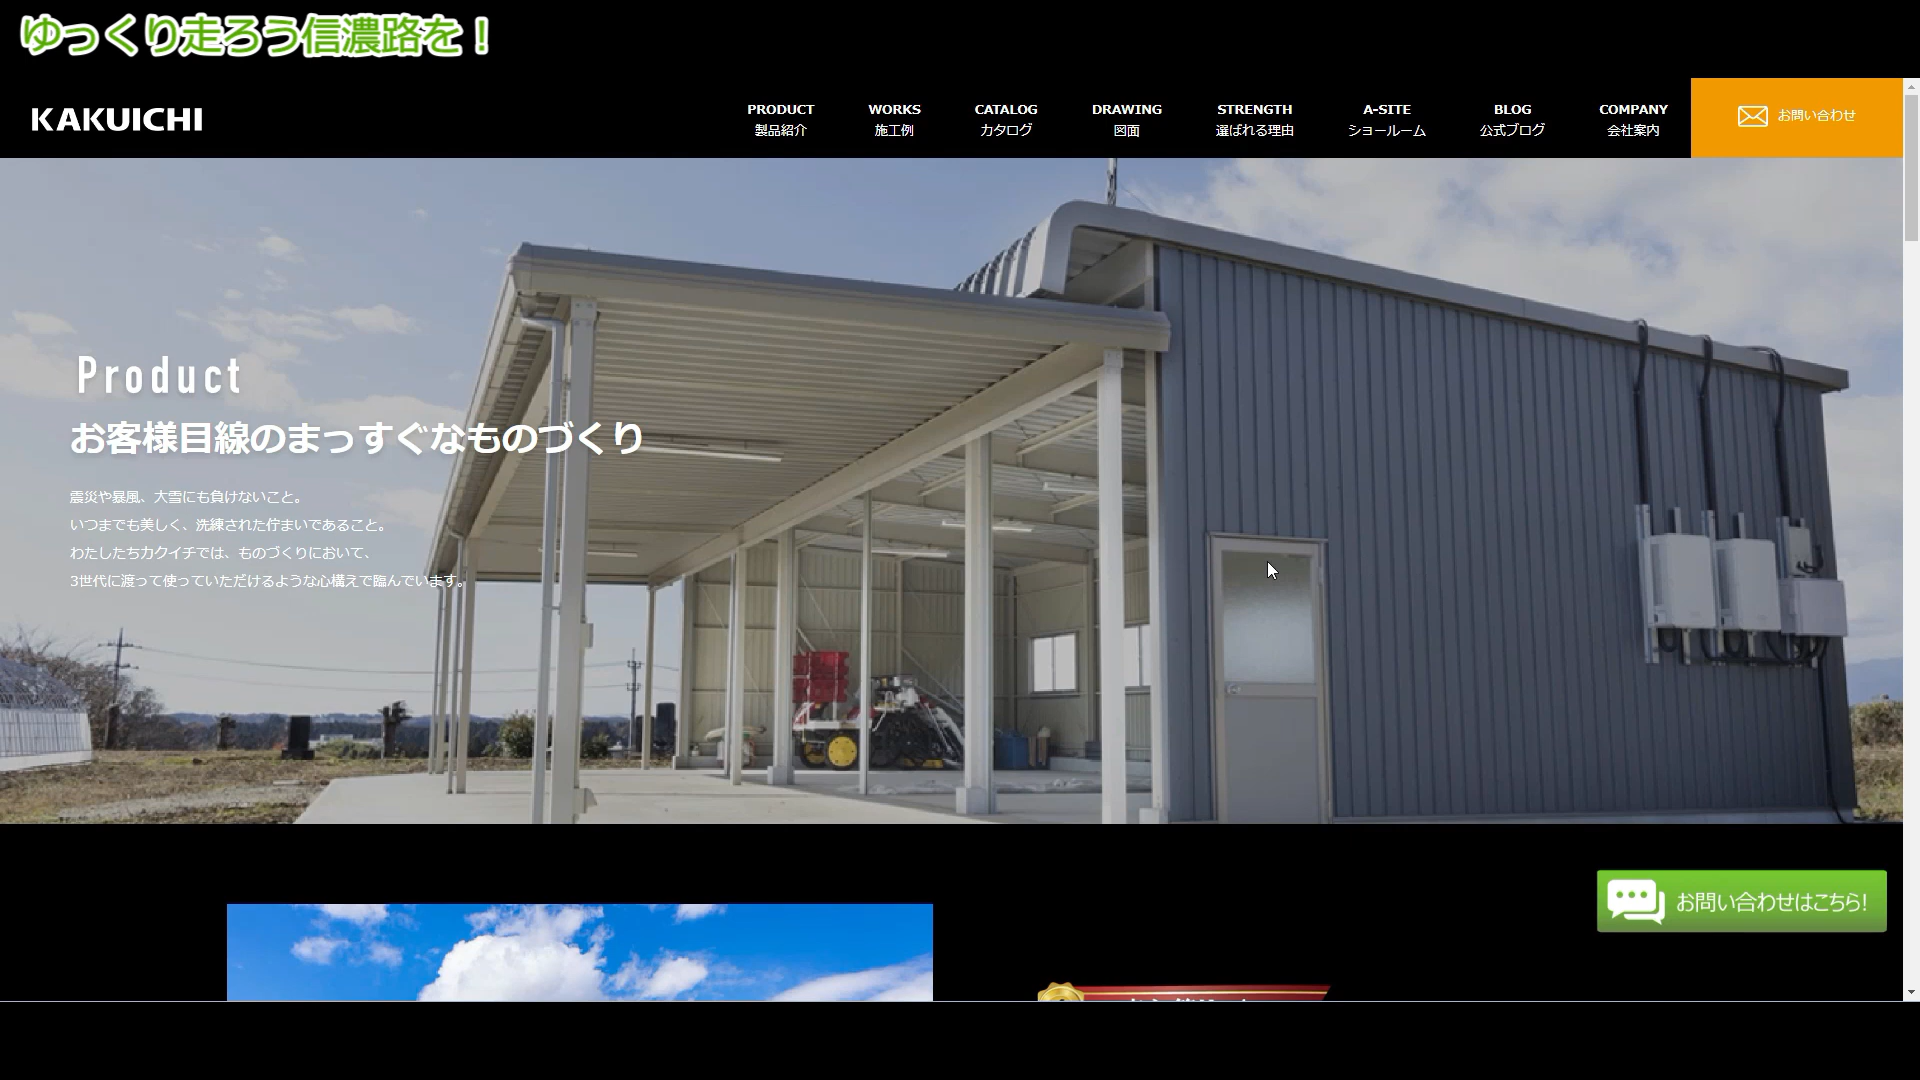 ゆっくり走ろう信濃路を！
KAKUICHI
PRODUCT
製品紹介
WORKS
施工例
CATALOG
カタログ
DRAWING
図面
STRENGTH
選ばれる理由
A-SITE
ショールーム
BLOG
公式ブログ
COMPANY
会社案内
お問い合わせ
Product
お客様目線のまっすぐなものづくり
震災や暴風、大雪にも負けないこと。
いつまでも美しく、洗練された佇まいであること。
わたしたちカクイチでは、ものづくりにおいて、
3世代に渡って使っていただけるような心構えで臨んでいます。
お問い合わせはこちら!